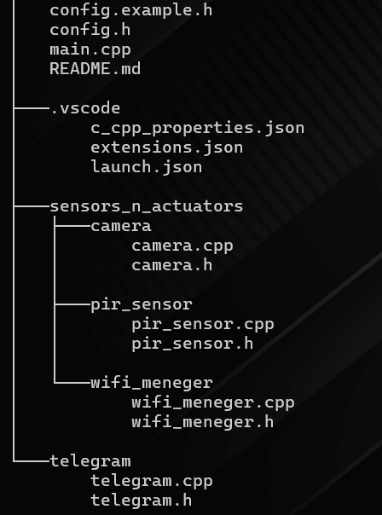 config.example.h
config.h
main.cpp
README.md
.vscode
c_cpp_properties.json
extensions.json
launch.json
sensors_n_actuators
camera
camera.cpp
camera.h
pir_sensor
pir_sensor.cpp
pir_sensor.h
wifi_meneger
wifi_meneger.cpp
wifi_meneger.h
telegram
telegram.cpp
telegram.h